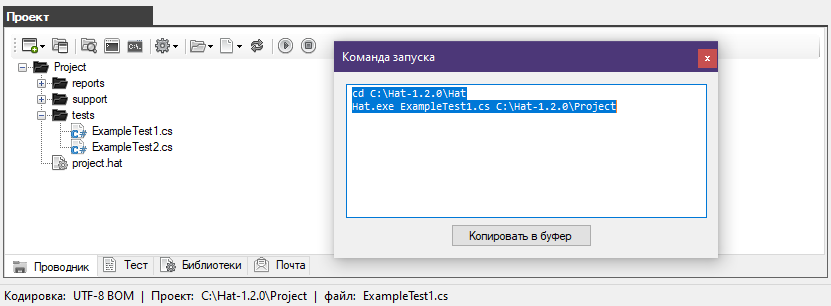 Проект
Команда запуска
x
cd C:\Hat-1.2.0\Hat
Hat.exe ExampleTest1.cs C:\Hat-1.2.0\Project
Копировать в буфер
Project
reports
support
tests
ExampleTest1.cs
ExampleTest2.cs
project.hat
Проводник Тест Библиотеки Почта
Кодировка: UTF-8 BOM | Проект: C:\Hat-1.2.0\Project | файл: ExampleTest1.cs